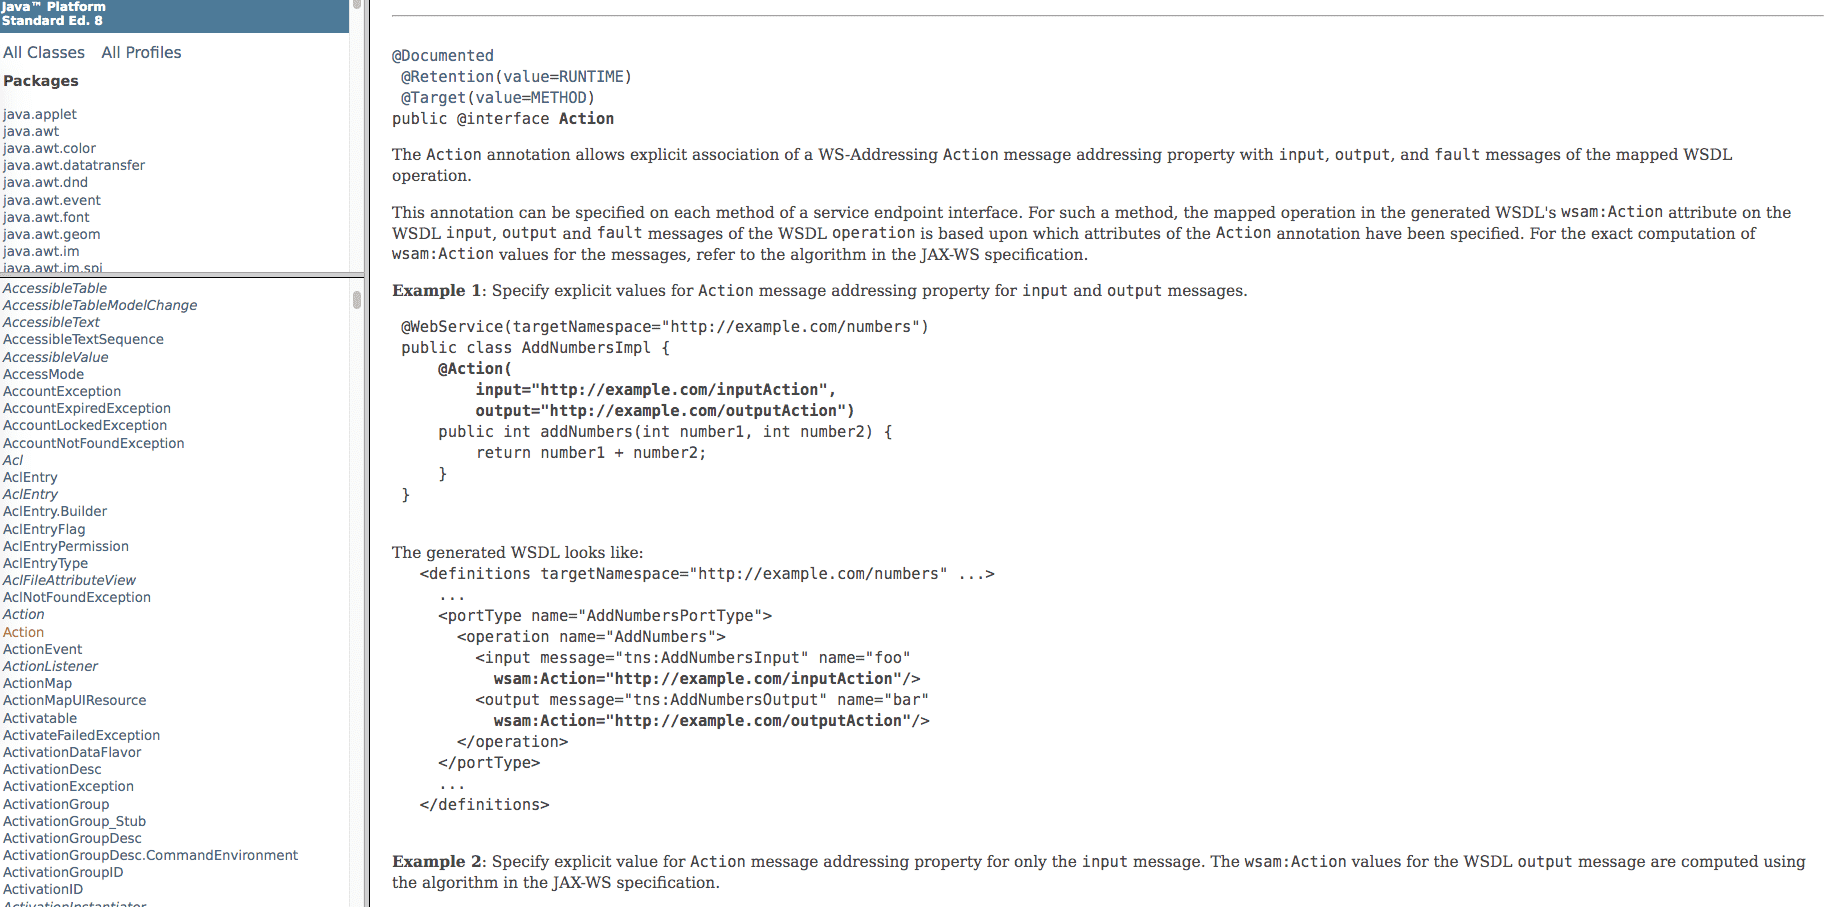 Java™ Platform
Standard Ed. 8
All Classes All Profiles
Packages
java.applet
java.awt
java.awt.color
java.awt.datatransfer
java.awt.dnd
java.awt.event
java.awt.font
java.awt.geom
java.awt.im
java.awt.im.spi
AccessibleTable
AccessibleTableModelChange
AccessibleText
AccessibleTextSequence
AccessibleValue
AccessMode
AccountException
AccountExpiredException
AccountLockedException
AccountNotFoundException
Acl
AclEntry
AclEntry
AclEntry.Builder
AclEntryFlag
AclEntryPermission
AclEntryType
AclFileAttributeView
AclNotFoundException
Action
Action
ActionEvent
ActionListener
ActionMap
ActionMapUIResource
Activatable
ActivateFailedException
ActivationDataFlavor
ActivationDesc
ActivationException
ActivationGroup
ActivationGroup_Stub
ActivationGroupDesc
ActivationGroupDesc.CommandEnvironment
ActivationGroupID
ActivationID
ActivationInstantiator
@Documented
@Retention(value=RUNTIME)
@Target(value=METHOD)
public @interface Action
The Action annotation allows explicit association of a WS-Addressing Action message addressing property with input, output, and fault messages of the mapped WSDL
operation.
This annotation can be specified on each method of a service endpoint interface. For such a method, the mapped operation in the generated WSDL's wsam:Action attribute on the
WSDL input, output and fault messages of the WSDL operation is based upon which attributes of the Action annotation have been specified. For the exact computation of
wsam:Action values for the messages, refer to the algorithm in the JAX-WS specification.
Example 1: Specify explicit values for Action message addressing property for input and output messages.
@WebService(targetNamespace="http://example.com/numbers")
public class AddNumbersImpl {
@Action(
input="http://example.com/inputAction",
output="http://example.com/outputAction")
public int addNumbers(int number1, int number2) {
return number1 + number2;
}
}
The generated WSDL looks like:
<definitions targetNamespace="http://example.com/numbers" ...>
...
<portType name="AddNumbersPortType">
<operation name="AddNumbers">
<input message="tns:AddNumbersInput" name="foo"
wsam:Action="http://example.com/inputAction"/>
<output message="tns:AddNumbersOutput" name="bar"
wsam:Action="http://example.com/outputAction"/>
</operation>
</portType>
...
</definitions>
Example 2: Specify explicit value for Action message addressing property for only the input message. The wsam:Action values for the WSDL output message are computed using
the algorithm in the JAX-WS specification.